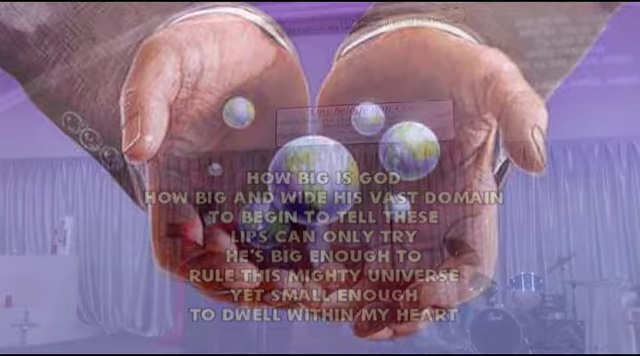 HOW BIG IS GOD
HOW BIG AND WIDE HIS VAST DOMAIN
TO BEGIN TO TELL THESE
LIPS CAN ONLY TRY
HE'S BIG ENOUGH TO
RULE THIS MIGHTY UNIVERSE
YET SMALL ENOUGH
TO DWELL WITHIN MY HEART